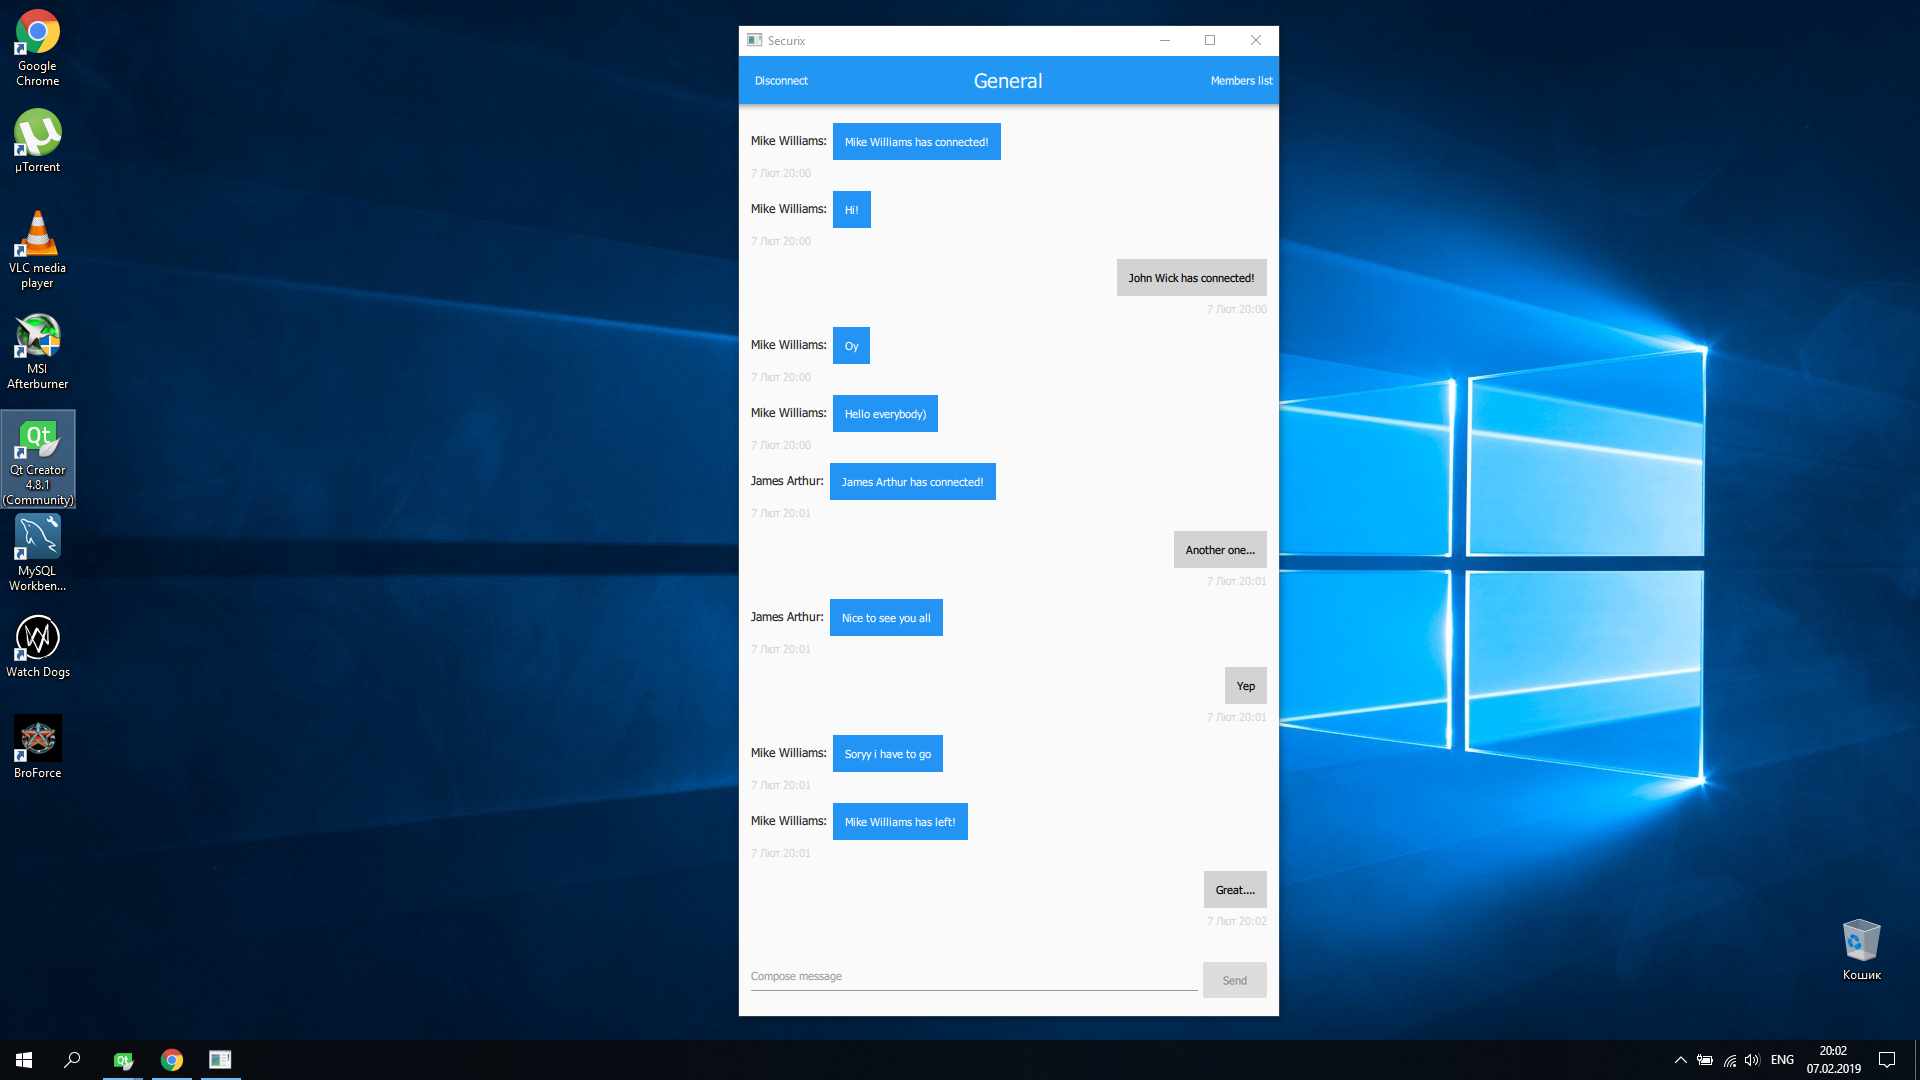 Google
Chrome
µTorrent
VLC media
player
MSI
Afterburner
Qt
Qt Creator
4.8.1
(Community)
MySQL
Workben...
Watch Dogs
BroForce
Securix
Disconnect
General
Members list
Mike Williams:
Mike Williams has connected!
7 Лют 20:00
Mike Williams:
Hi!
7 Лют 20:00
John Wick has connected!
7 Лют 20:00
Mike Williams:
Oy
7 Лют 20:00
Mike Williams:
Hello everybody)
7 Лют 20:00
James Arthur:
James Arthur has connected!
7 Лют 20:01
Another one...
7 Лют 20:01
James Arthur:
Nice to see you all
7 Лют 20:01
Yep
7 Лют 20:01
Mike Williams:
Soryy i have to go
7 Лют 20:01
Mike Williams:
Mike Williams has left!
7 Лют 20:01
Great....
7 Лют 20:02
Compose message
Send
Кошик
Qt
ENG
20:02
07.02.2019